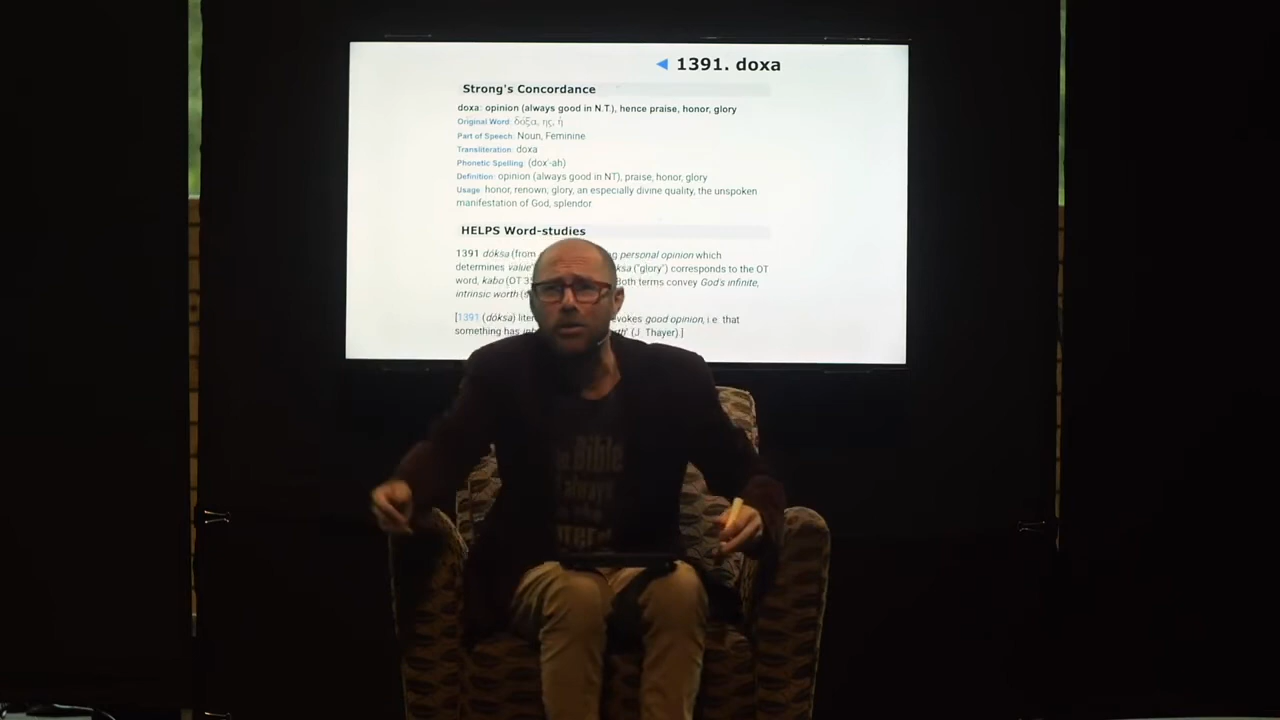 ◄ 1391. doxa
Strong's Concordance
doxa: opinion (always good in N.T.), hence praise, honor, glory
Original Word: δόξα, ης, ἡ
Part of Speech: Noun, Feminine
Transliteration: doxa
Phonetic Spelling: (dox'-ah)
Definition: opinion (always good in NT), praise, honor, glory
Usage: honor, renown, glory, an especially divine quality, the unspoken
manifestation of God, splendor
HELPS Word-studies
1391 dóksa (from personal opinion which
determines value" ("glory") corresponds to the OT
word, kabo (OT Both terms convey God's infinite,
intrinsic worth
[1391 (dóksa) evokes good opinion, i.e. that
something has (J. Thayer).]
Bible
always